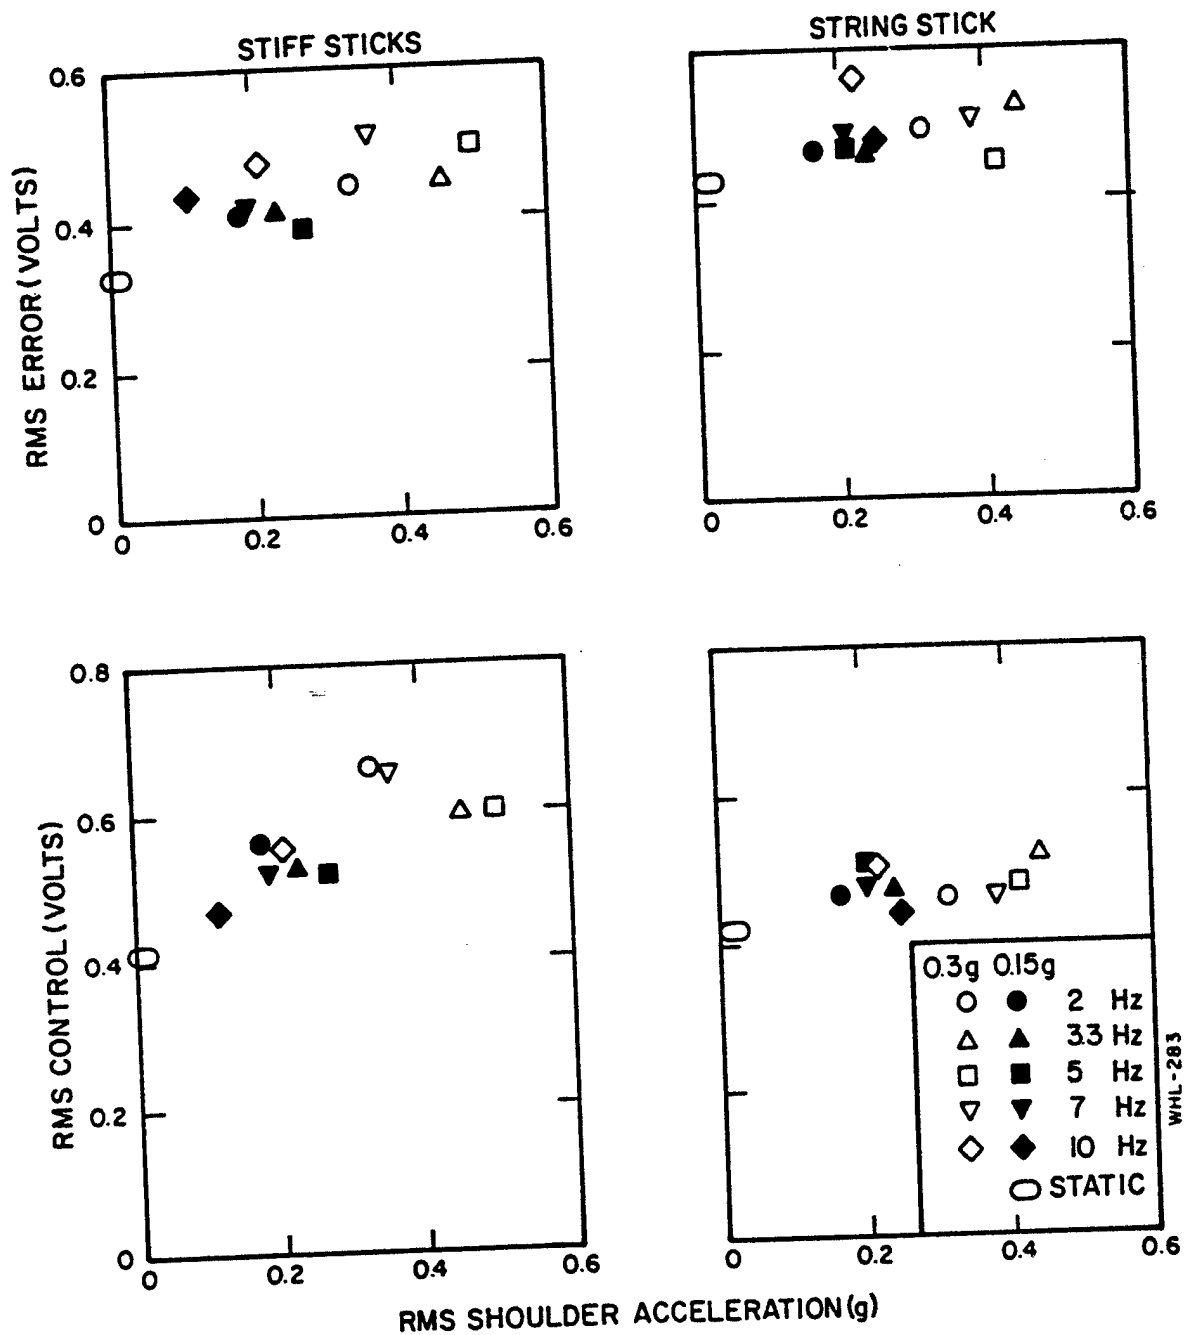 STIFF STICKS
STRING STICK
0.6
0.4
0.2
0
RMS ERROR (VOLTS)
0
0.2
0.4
0.6
0
0.2
0.4
0.6
0.8
0.6
0.4
0.2
0
RMS CONTROL (VOLTS)
0
0.2
0.4
0.6
0.3g 0.15g
2 Hz
3.3 Hz
5 Hz
7 Hz
10 Hz
STATIC
0
0.2
0.4
0.6
RMS SHOULDER ACCELERATION (g)
WHL-283